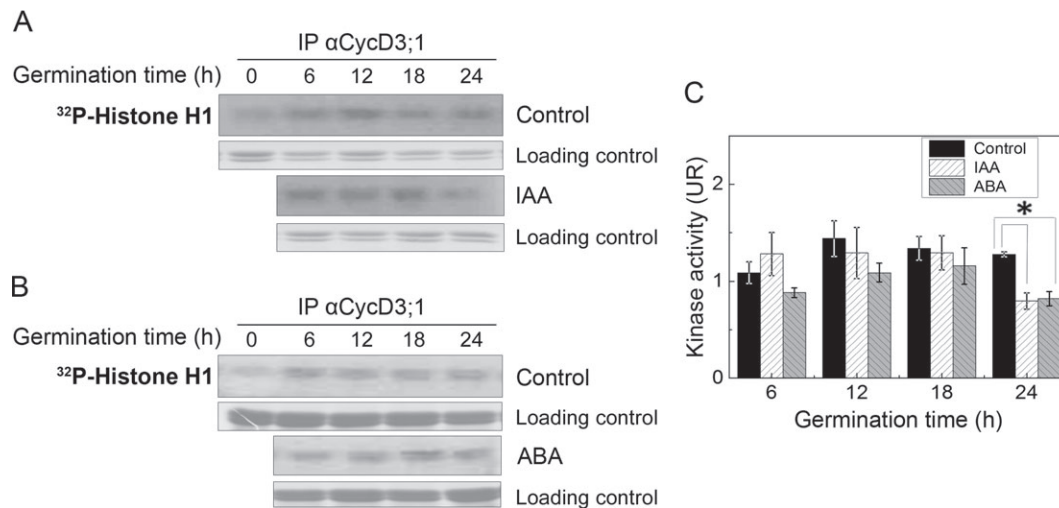 A
IP αCycD3;1
Germination time (h) 0 6 12 18 24
³²P-Histone H1 Control
Loading control
IAA
Loading control
B
IP αCycD3;1
Germination time (h) 0 6 12 18 24
³²P-Histone H1 Control
Loading control
ABA
Loading control
C
Control
IAA
ABA
*
2
1
0
Kinase activity (UR)
6 12 18 24
Germination time (h)